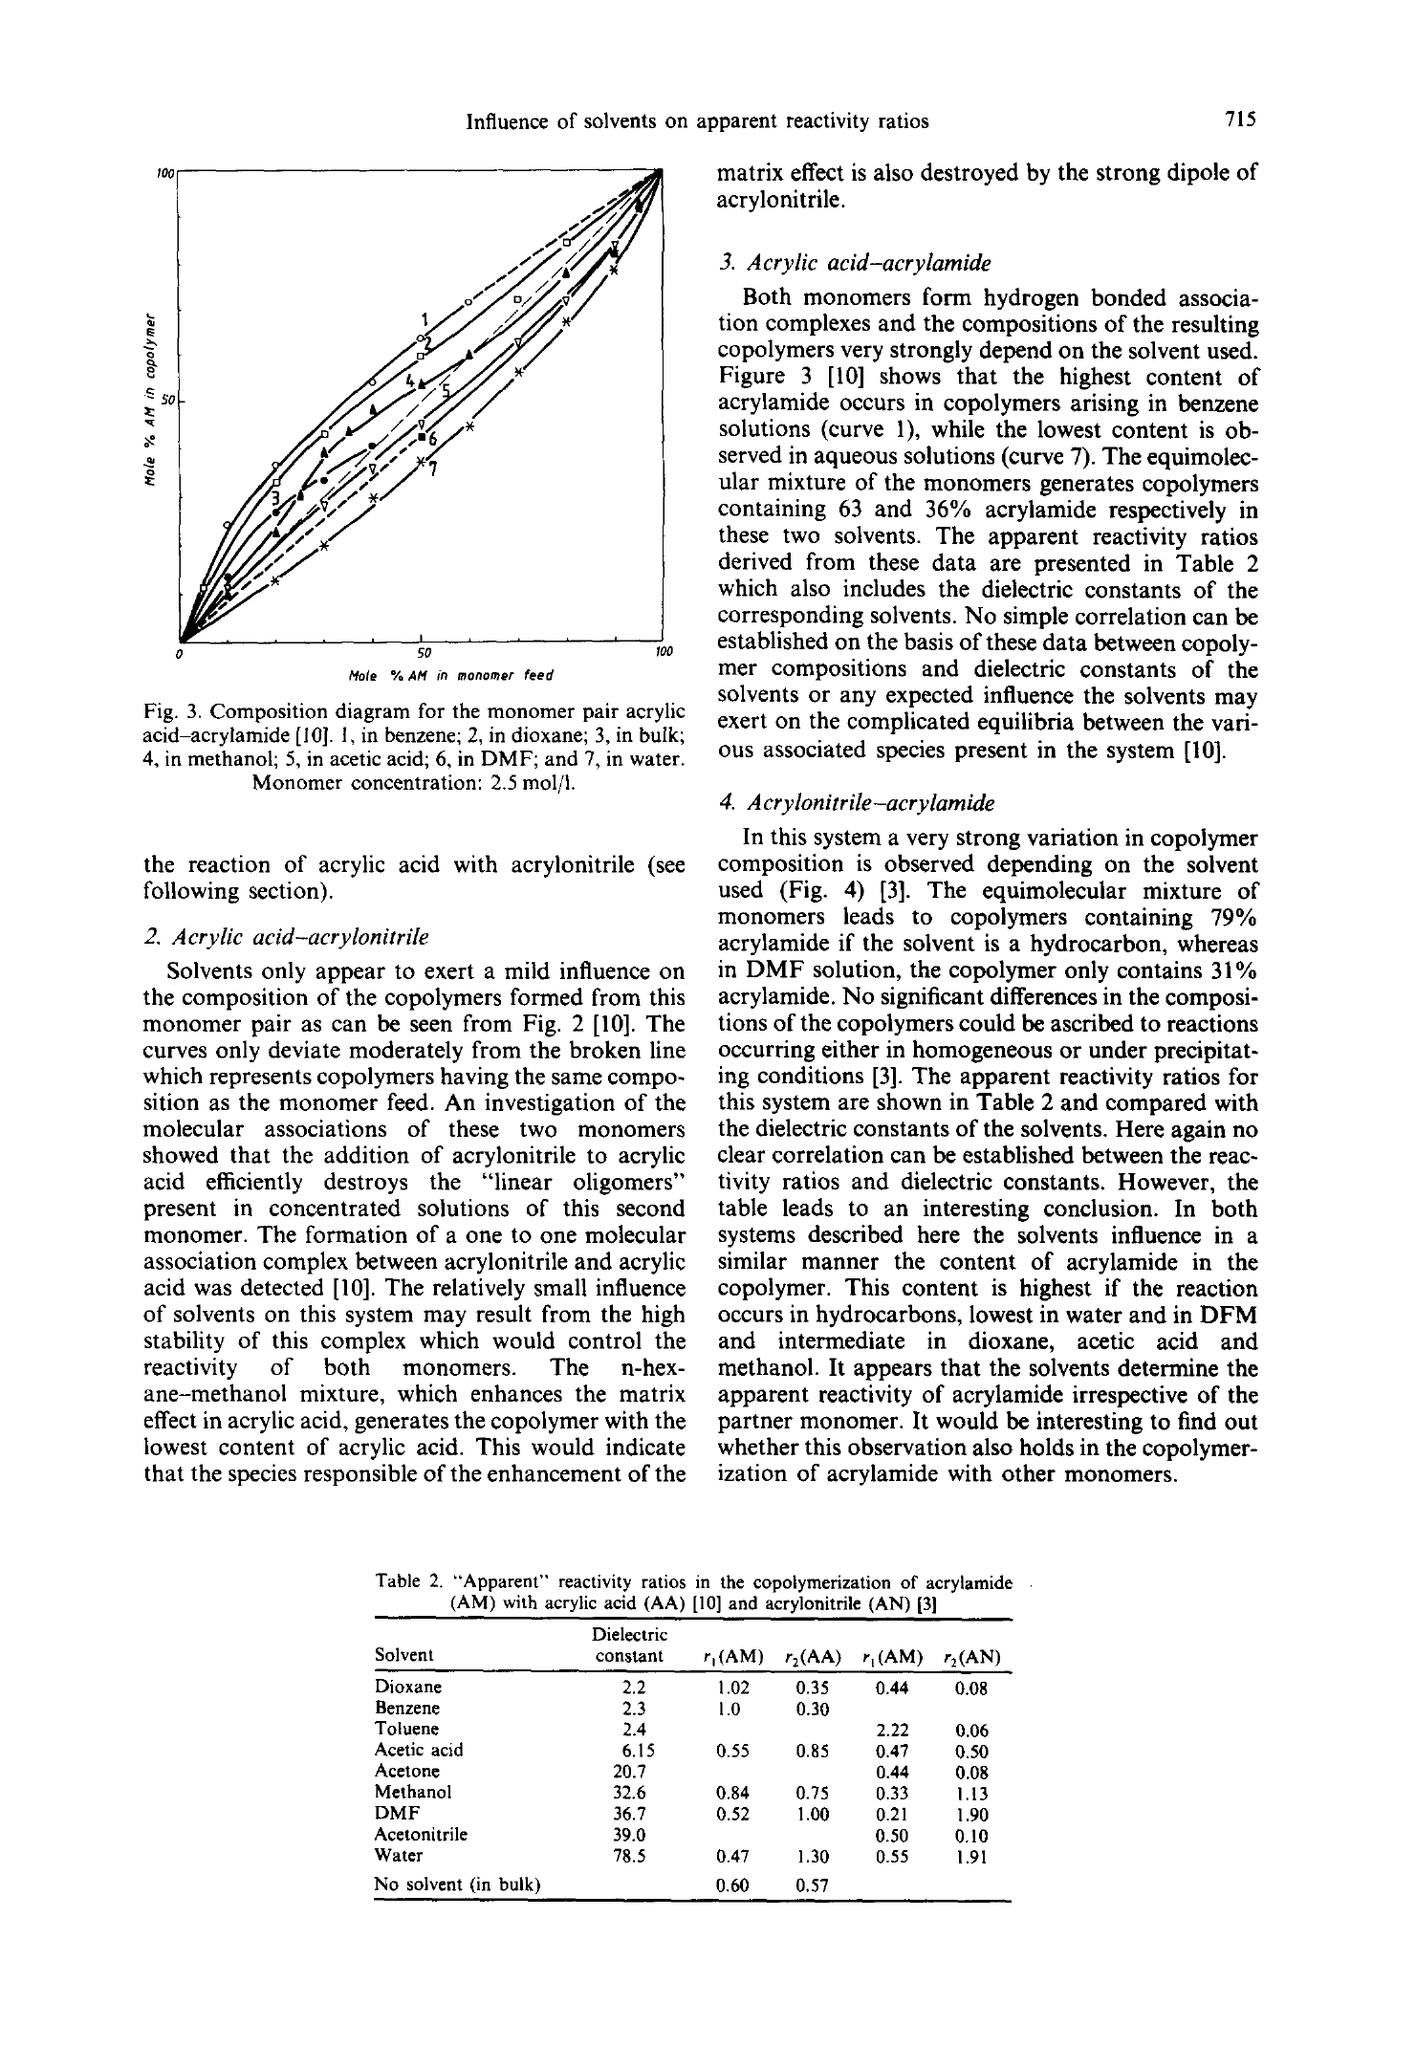 Influence of solvents on apparent reactivity ratios
715
100
50
0
50
100
Mole % AM in copolymer
Mole % AM in monomer feed
1
2
3
4
5
6
7
Fig. 3. Composition diagram for the monomer pair acrylic
acid–acrylamide [10]. 1, in benzene; 2, in dioxane; 3, in bulk;
4, in methanol; 5, in acetic acid; 6, in DMF; and 7, in water.
Monomer concentration: 2.5 mol/l.
the reaction of acrylic acid with acrylonitrile (see
following section).
2. Acrylic acid–acrylonitrile
Solvents only appear to exert a mild influence on
the composition of the copolymers formed from this
monomer pair as can be seen from Fig. 2 [10]. The
curves only deviate moderately from the broken line
which represents copolymers having the same compo-
sition as the monomer feed. An investigation of the
molecular associations of these two monomers
showed that the addition of acrylonitrile to acrylic
acid efficiently destroys the “linear oligomers”
present in concentrated solutions of this second
monomer. The formation of a one to one molecular
association complex between acrylonitrile and acrylic
acid was detected [10]. The relatively small influence
of solvents on this system may result from the high
stability of this complex which would control the
reactivity of both monomers. The n-hex-
ane–methanol mixture, which enhances the matrix
effect in acrylic acid, generates the copolymer with the
lowest content of acrylic acid. This would indicate
that the species responsible of the enhancement of the
matrix effect is also destroyed by the strong dipole of
acrylonitrile.
3. Acrylic acid–acrylamide
Both monomers form hydrogen bonded associa-
tion complexes and the compositions of the resulting
copolymers very strongly depend on the solvent used.
Figure 3 [10] shows that the highest content of
acrylamide occurs in copolymers arising in benzene
solutions (curve 1), while the lowest content is ob-
served in aqueous solutions (curve 7). The equimolec-
ular mixture of the monomers generates copolymers
containing 63 and 36% acrylamide respectively in
these two solvents. The apparent reactivity ratios
derived from these data are presented in Table 2
which also includes the dielectric constants of the
corresponding solvents. No simple correlation can be
established on the basis of these data between copoly-
mer compositions and dielectric constants of the
solvents or any expected influence the solvents may
exert on the complicated equilibria between the vari-
ous associated species present in the system [10].
4. Acrylonitrile–acrylamide
In this system a very strong variation in copolymer
composition is observed depending on the solvent
used (Fig. 4) [3]. The equimolecular mixture of
monomers leads to copolymers containing 79%
acrylamide if the solvent is a hydrocarbon, whereas
in DMF solution, the copolymer only contains 31%
acrylamide. No significant differences in the composi-
tions of the copolymers could be ascribed to reactions
occurring either in homogeneous or under precipitat-
ing conditions [3]. The apparent reactivity ratios for
this system are shown in Table 2 and compared with
the dielectric constants of the solvents. Here again no
clear correlation can be established between the reac-
tivity ratios and dielectric constants. However, the
table leads to an interesting conclusion. In both
systems described here the solvents influence in a
similar manner the content of acrylamide in the
copolymer. This content is highest if the reaction
occurs in hydrocarbons, lowest in water and in DFM
and intermediate in dioxane, acetic acid and
methanol. It appears that the solvents determine the
apparent reactivity of acrylamide irrespective of the
partner monomer. It would be interesting to find out
whether this observation also holds in the copolymer-
ization of acrylamide with other monomers.
Table 2. “Apparent” reactivity ratios in the copolymerization of acrylamide
(AM) with acrylic acid (AA) [10] and acrylonitrile (AN) [3]
Solvent Dielectric constant r₁(AM) r₂(AA) r₁(AM) r₂(AN)
Dioxane 2.2 1.02 0.35 0.44 0.08
Benzene 2.3 1.0 0.30
Toluene 2.4 2.22 0.06
Acetic acid 6.15 0.55 0.85 0.47 0.50
Acetone 20.7 0.44 0.08
Methanol 32.6 0.84 0.75 0.33 1.13
DMF 36.7 0.52 1.00 0.21 1.90
Acetonitrile 39.0 0.50 0.10
Water 78.5 0.47 1.30 0.55 1.91
No solvent (in bulk) 0.60 0.57